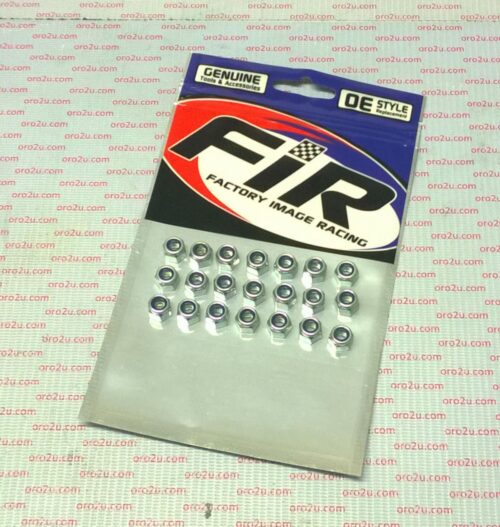 GENUINE
Tools & Accessories
OE STYLE
Replacement
FIR
FACTORY IMAGE RACING
oro2u.com